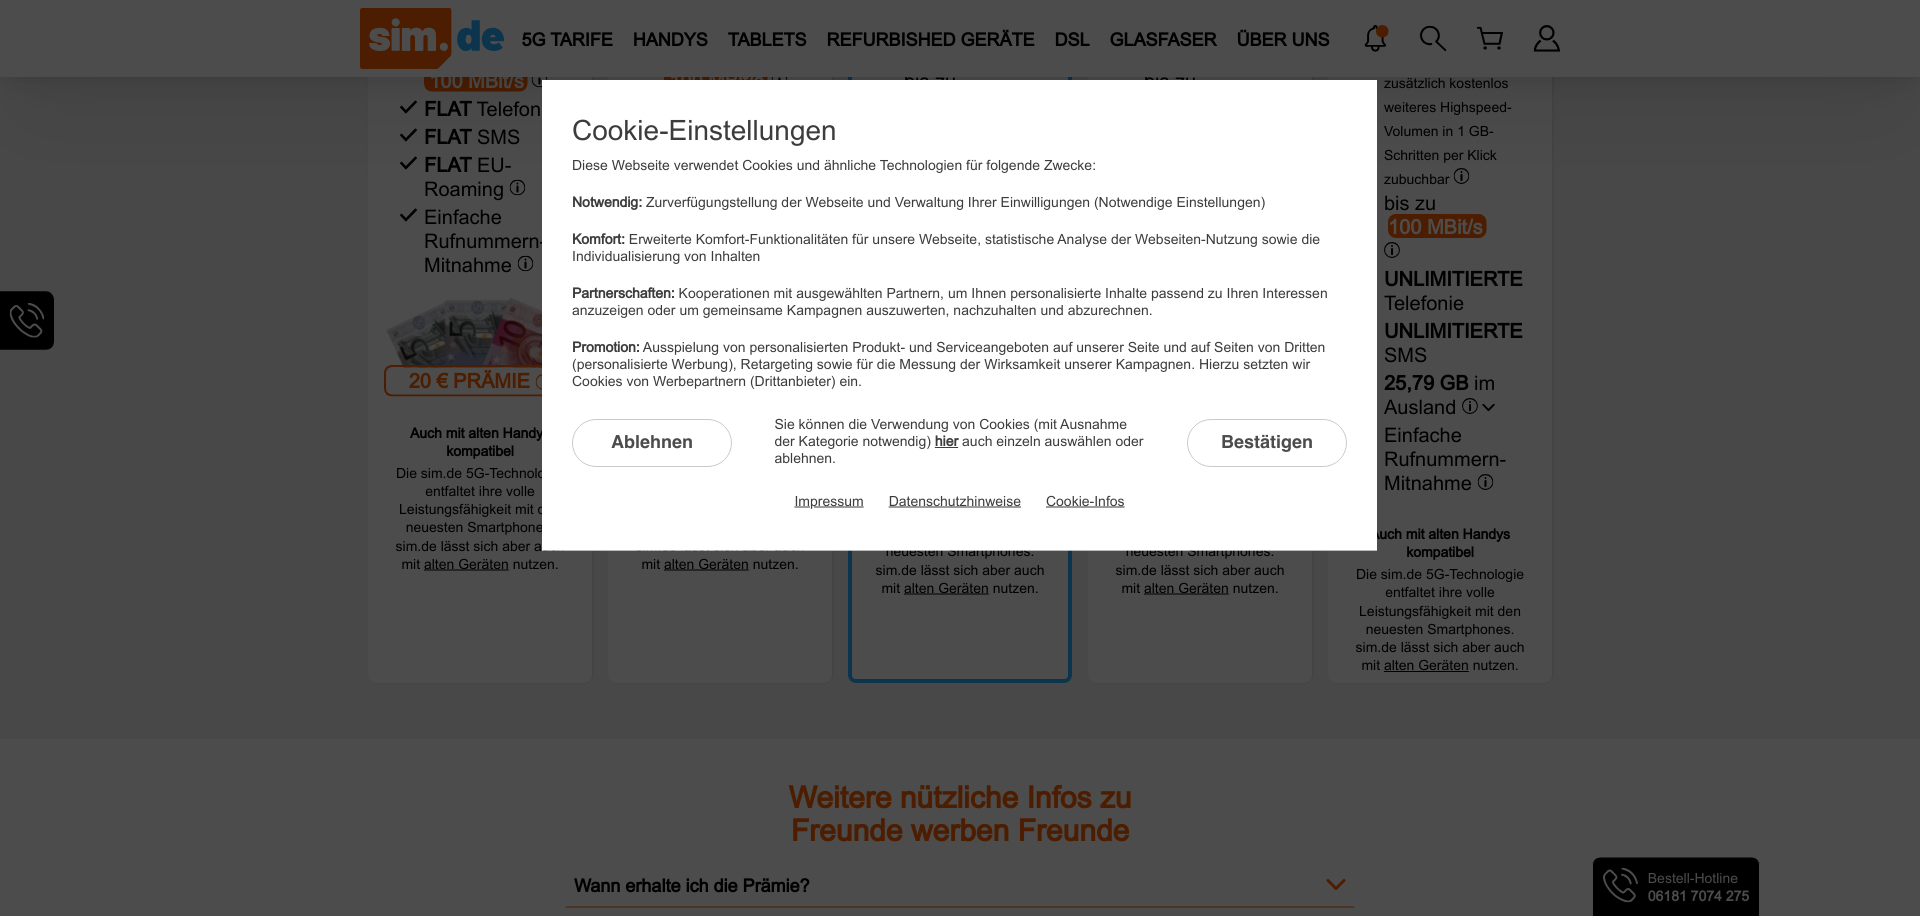 sim.de
5G TARIFE
HANDYS
TABLETS
REFURBISHED GERÄTE
DSL
GLASFASER
ÜBER UNS
100 MBit/s
FLAT Telefon
FLAT SMS
FLAT EU-
Roaming
Einfache
Rufnummern-
Mitnahme
20 € PRÄMIE
Auch mit alten Handy
kompatibel
Die sim.de 5G-Technolo
entfaltet ihre volle
Leistungsfähigkeit mit d
neuesten Smartphone
sim.de lässt sich aber a
mit alten Geräten nutzen.
Cookie-Einstellungen
Diese Webseite verwendet Cookies und ähnliche Technologien für folgende Zwecke:
Notwendig: Zurverfügungstellung der Webseite und Verwaltung Ihrer Einwilligungen (Notwendige Einstellungen)
Komfort: Erweiterte Komfort-Funktionalitäten für unsere Webseite, statistische Analyse der Webseiten-Nutzung sowie die
Individualisierung von Inhalten
Partnerschaften: Kooperationen mit ausgewählten Partnern, um Ihnen personalisierte Inhalte passend zu Ihren Interessen
anzuzeigen oder um gemeinsame Kampagnen auszuwerten, nachzuhalten und abzurechnen.
Promotion: Ausspielung von personalisierten Produkt- und Serviceangeboten auf unserer Seite und auf Seiten von Dritten
(personalisierte Werbung), Retargeting sowie für die Messung der Wirksamkeit unserer Kampagnen. Hierzu setzten wir
Cookies von Werbepartnern (Drittanbieter) ein.
Ablehnen
Sie können die Verwendung von Cookies (mit Ausnahme
der Kategorie notwendig) hier auch einzeln auswählen oder
ablehnen.
Bestätigen
Impressum
Datenschutzhinweise
Cookie-Infos
mit alten Geräten nutzen.
neuesten Smartphones.
sim.de lässt sich aber auch
mit alten Geräten nutzen.
neuesten Smartphones.
sim.de lässt sich aber auch
mit alten Geräten nutzen.
zusätzlich kostenlos
weiteres Highspeed-
Volumen in 1 GB-
Schritten per Klick
zubuchbar
bis zu
100 MBit/s
UNLIMITIERTE
Telefonie
UNLIMITIERTE
SMS
25,79 GB im
Ausland
Einfache
Rufnummern-
Mitnahme
Auch mit alten Handys
kompatibel
Die sim.de 5G-Technologie
entfaltet ihre volle
Leistungsfähigkeit mit den
neuesten Smartphones.
sim.de lässt sich aber auch
mit alten Geräten nutzen.
Weitere nützliche Infos zu
Freunde werben Freunde
Wann erhalte ich die Prämie?
Bestell-Hotline
06181 7074 275